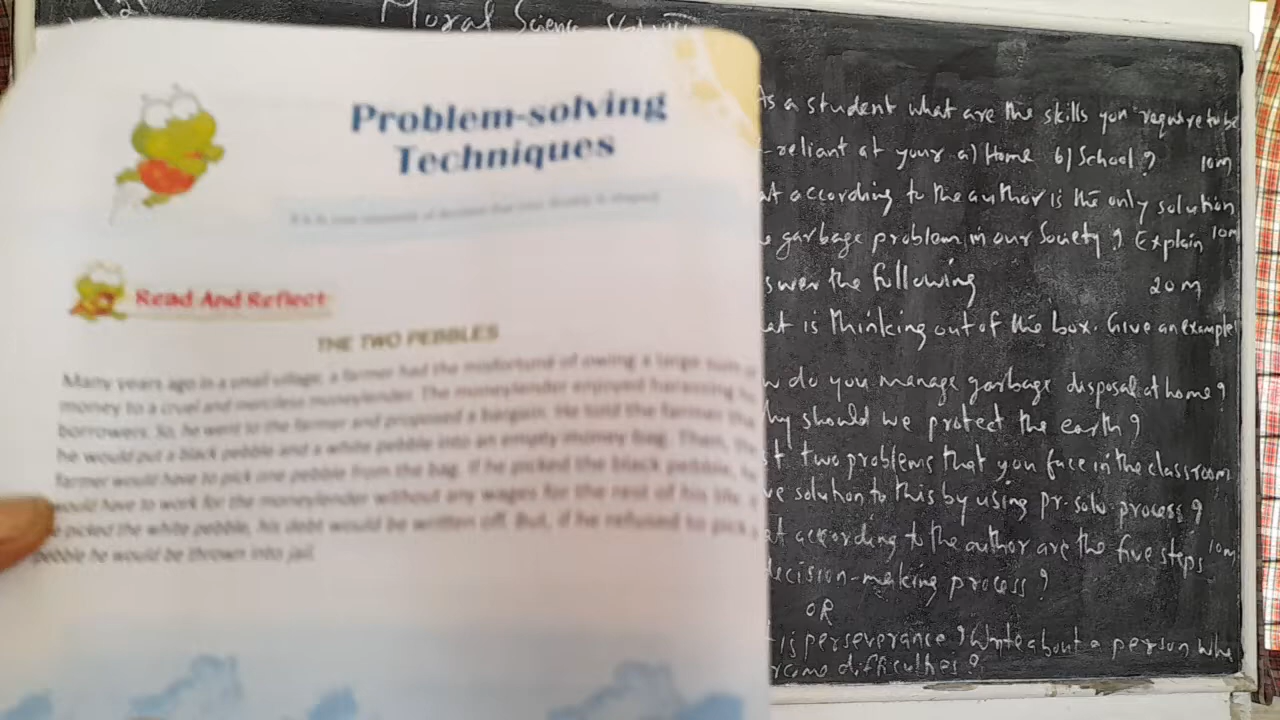 Moral Science
Problem-solving
Techniques
Read And Reflect
THE TWO PEBBLES
Many years ago in a small village, a farmer had the misfortune of owing a large sum of
money to a cruel and merciless moneylender. The moneylender enjoyed harassing his
borrowers. So, he went to the farmer and proposed a bargain. He told the farmer that
he would put a black pebble and a white pebble into an empty money bag. Then, the
farmer would have to pick one pebble from the bag. If he picked the black pebble, he
would have to work for the moneylender without any wages for the rest of his life. If
he picked the white pebble, his debt would be written off. But, if he refused to pick a
pebble he would be thrown into jail.
As a student what are the skills you require to be
-reliant at your a) Home b) School ? 10m
at according to the author is the only solution
garbage problem in our Society ? Explain 10m
swer the following 20m
at is thinking out of the box. Give an example
w do you manage garbage disposal at home ?
hy should we protect the earth ?
st two problems that you face in the classroom
ve solution to this by using pr. solv. process ?
at according to the author are the five steps 10m
decision-making process ?
OR
t is perseverance ? Write about a person who
rcome difficulties ?